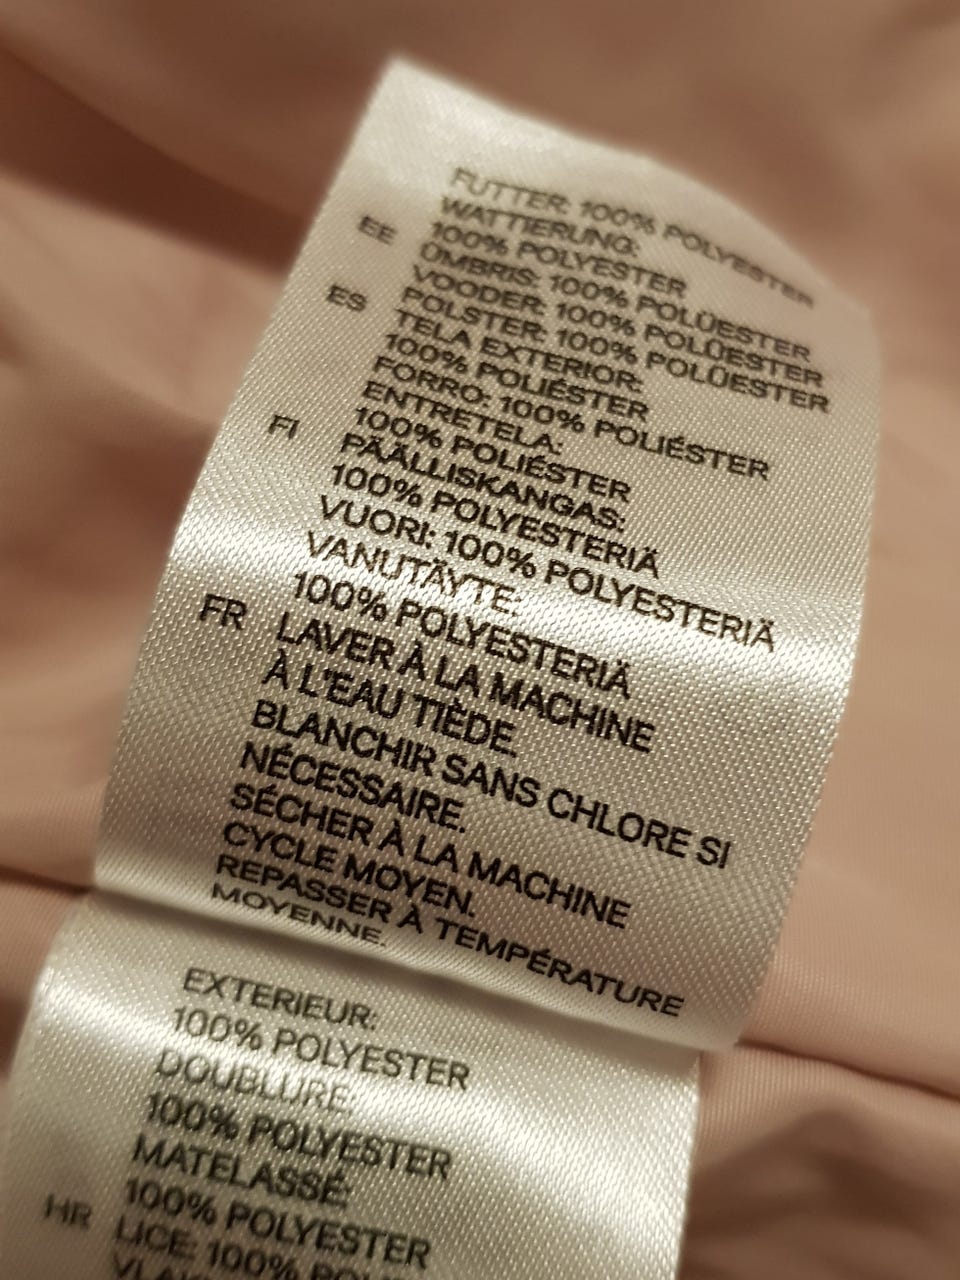 FUTTER: 100% POLYESTER
WATTIERUNG:
100% POLYESTER
EE ÜMBRIS: 100% POLÜESTER
VOODER: 100% POLÜESTER
POLSTER: 100% POLÜESTER
ES TELA EXTERIOR:
100% POLIÉSTER
FORRO: 100% POLIÉSTER
ENTRETELA:
100% POLIÉSTER
FI PÄÄLLISKANGAS:
100% POLYESTERIÄ
VUORI: 100% POLYESTERIÄ
VANUTÄYTE:
100% POLYESTERIÄ
FR LAVER À LA MACHINE
À L'EAU TIÈDE.
BLANCHIR SANS CHLORE SI
NÉCESSAIRE.
SÉCHER À LA MACHINE
CYCLE MOYEN.
REPASSER À TEMPÉRATURE
MOYENNE.
EXTERIEUR:
100% POLYESTER
DOUBLURE:
100% POLYESTER
MATELASSÉ:
100% POLYESTER
HR LICE: 100%